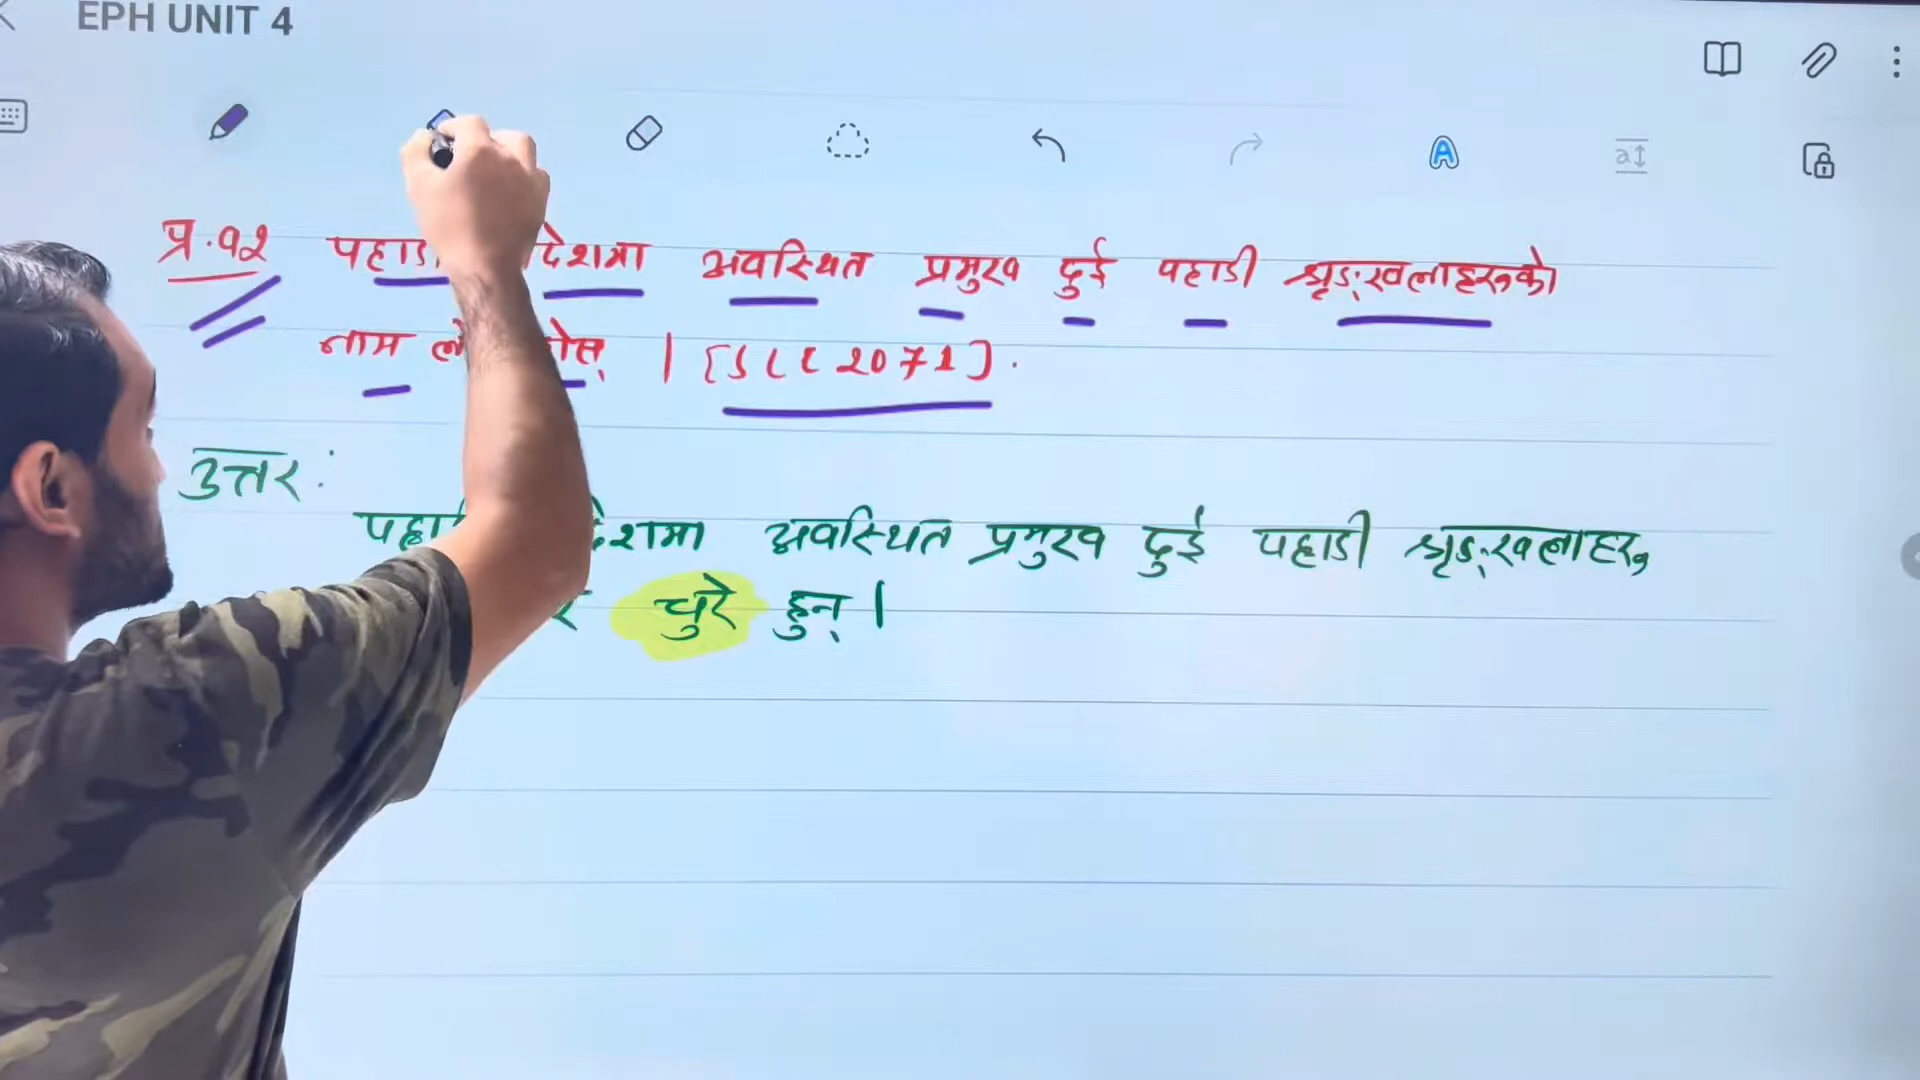 EPH UNIT 4
A
a
प्र.१२ पहाडी देशमा अवस्थित प्रमुख दुई पहाडी श्रृङ्खलाहरूको
नाम । [SLC 2071].
उत्तर:
देशमा अवस्थित प्रमुख दुई पहाडी श्रृङ्खलाहरू
र चुरे हुन् ।